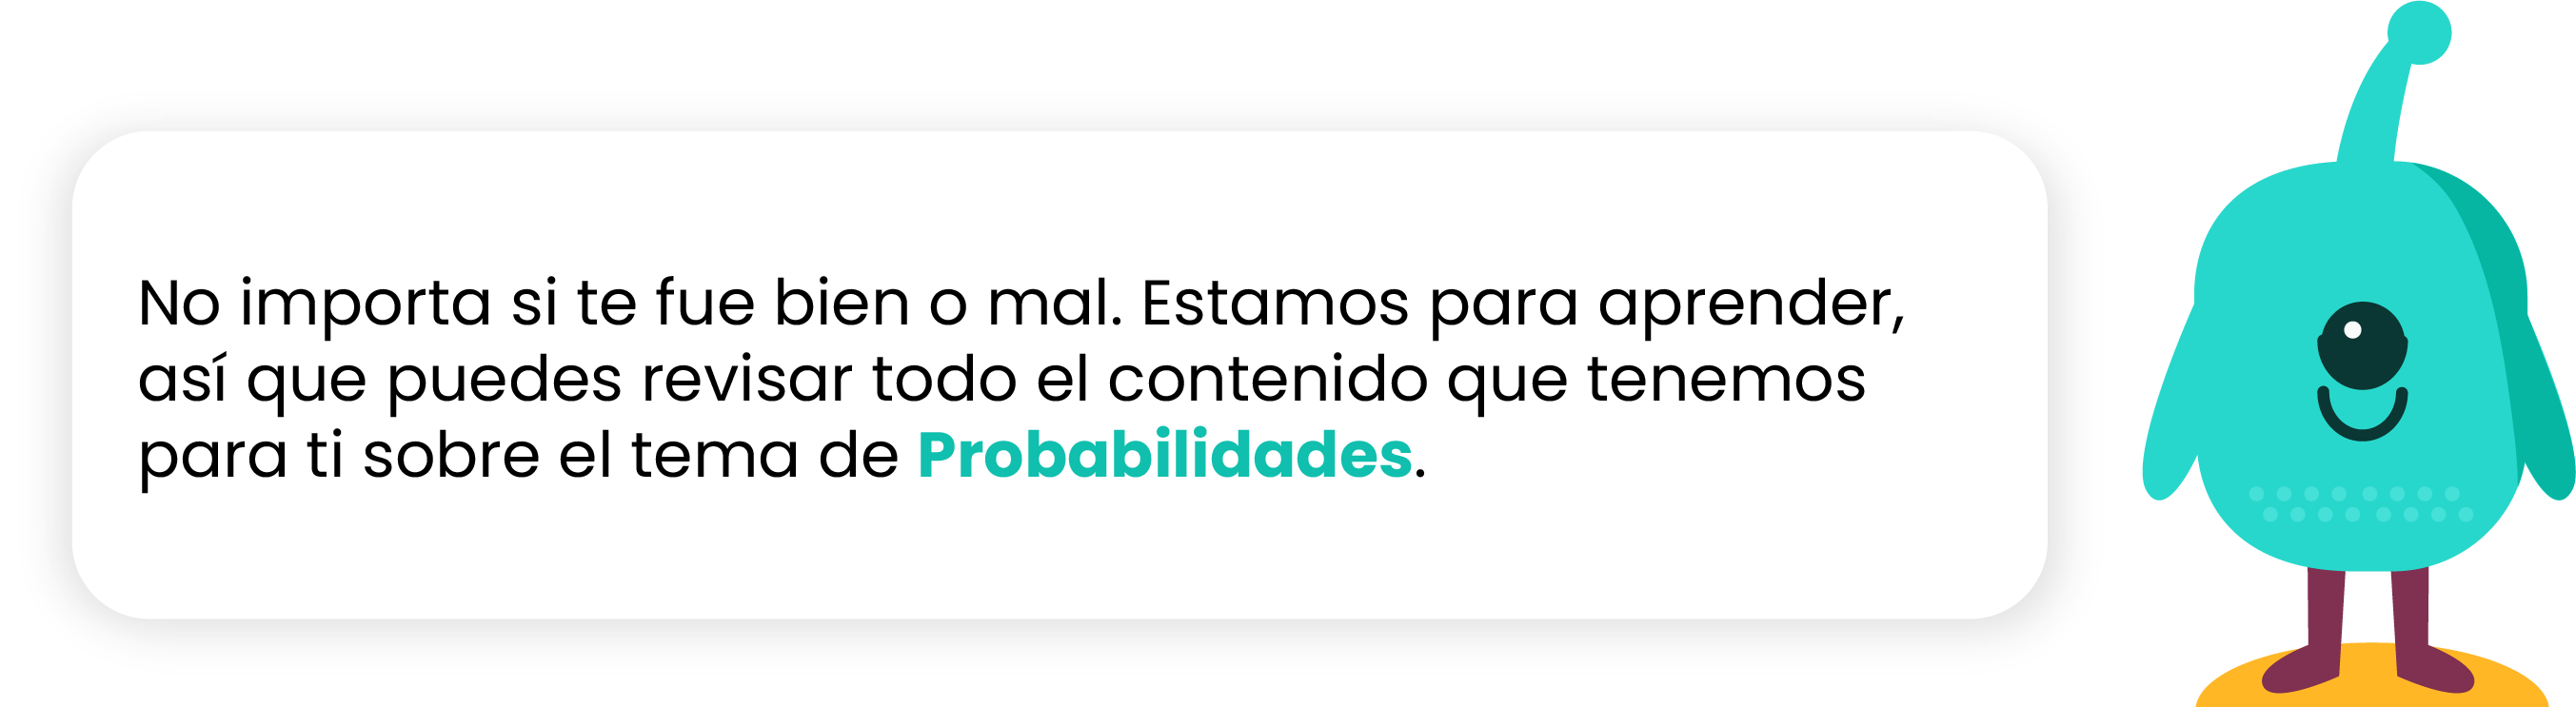 No importa si te fue bien o mal. Estamos para aprender,
así que puedes revisar todo el contenido que tenemos
para ti sobre el tema de Probabilidades.